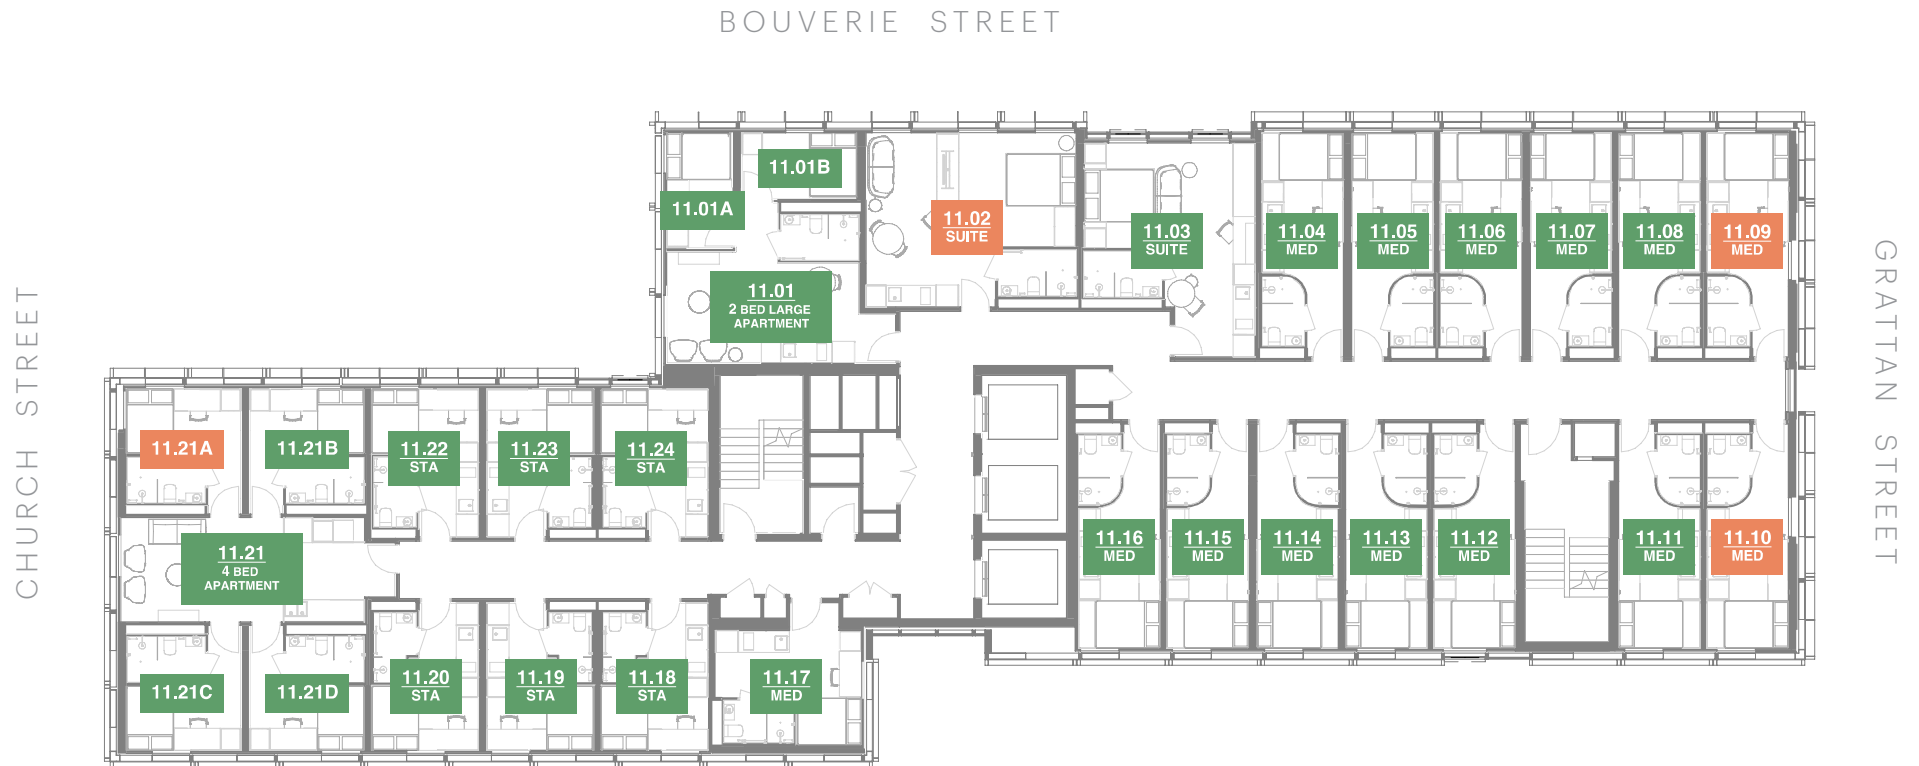 BOUVERIE STREET
CHURCH STREET
GRATTAN STREET
11.01A
11.01B
11.01
2 BED LARGE
APARTMENT
11.02
SUITE
11.03
SUITE
11.04
MED
11.05
MED
11.06
MED
11.07
MED
11.08
MED
11.09
MED
11.21A
11.21B
11.22
STA
11.23
STA
11.24
STA
11.21
4 BED
APARTMENT
11.16
MED
11.15
MED
11.14
MED
11.13
MED
11.12
MED
11.11
MED
11.10
MED
11.21C
11.21D
11.20
STA
11.19
STA
11.18
STA
11.17
MED